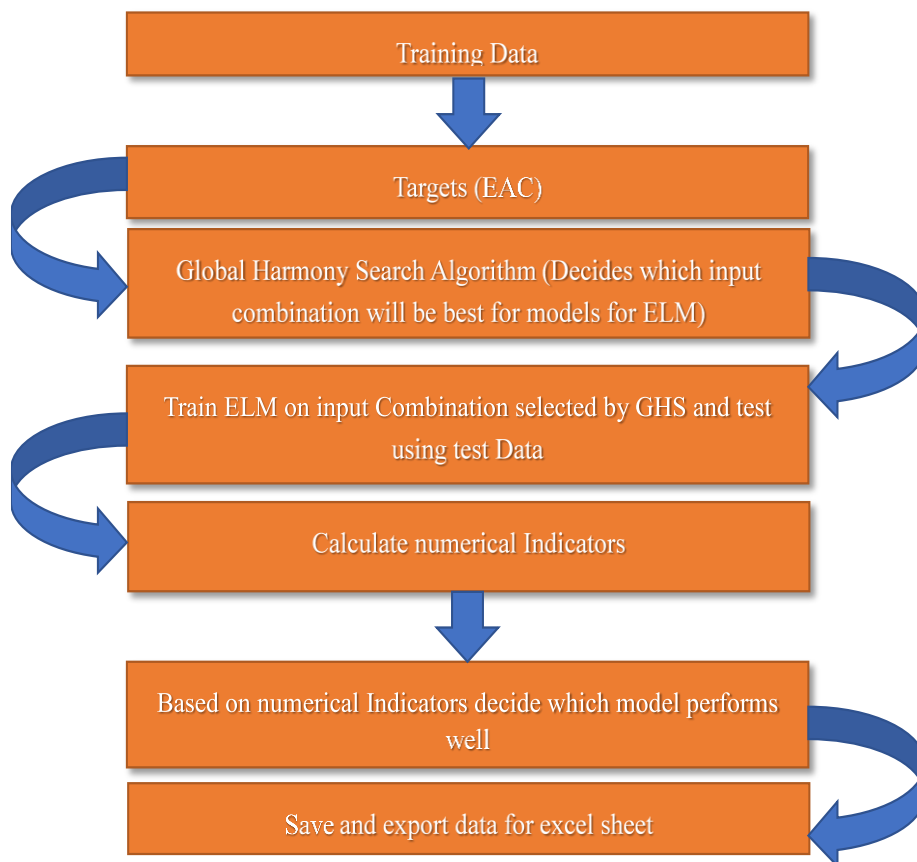 Training Data
Targets (EAC)
Global Harmony Search Algorithm (Decides which input
combination will be best for models for ELM)
Train ELM on input Combination selected by GHS and test
using test Data
Calculate numerical Indicators
Based on numerical Indicators decide which model performs
well
Save and export data for excel sheet